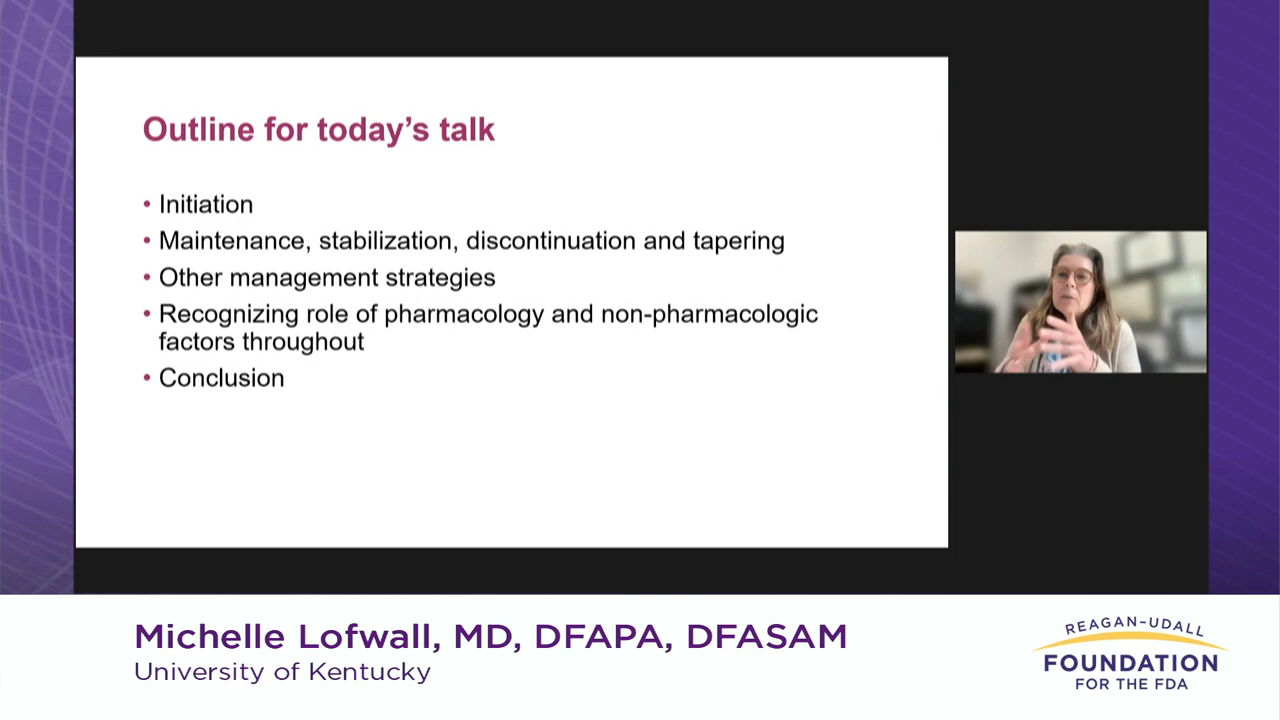 Outline for today's talk
• Initiation
• Maintenance, stabilization, discontinuation and tapering
• Other management strategies
• Recognizing role of pharmacology and non-pharmacologic
factors throughout
• Conclusion
Michelle Lofwall, MD, DFAPA, DFASAM
University of Kentucky
REAGAN-UDALL
FOUNDATION
FOR THE FDA